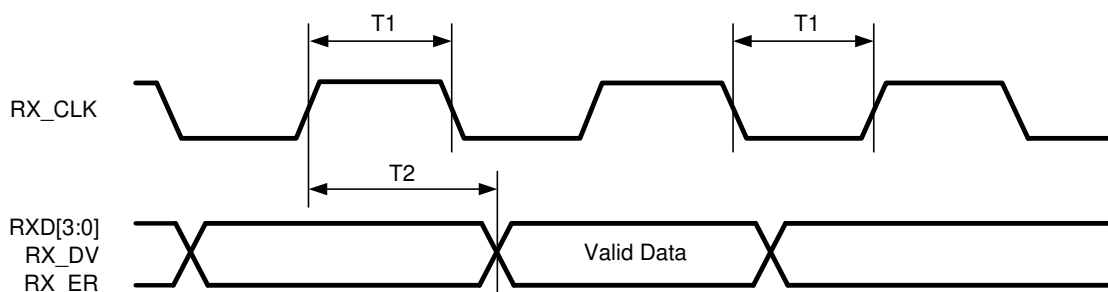 T1
T1
RX_CLK
T2
RXD[3:0]
RX_DV
Valid Data
RX_ER